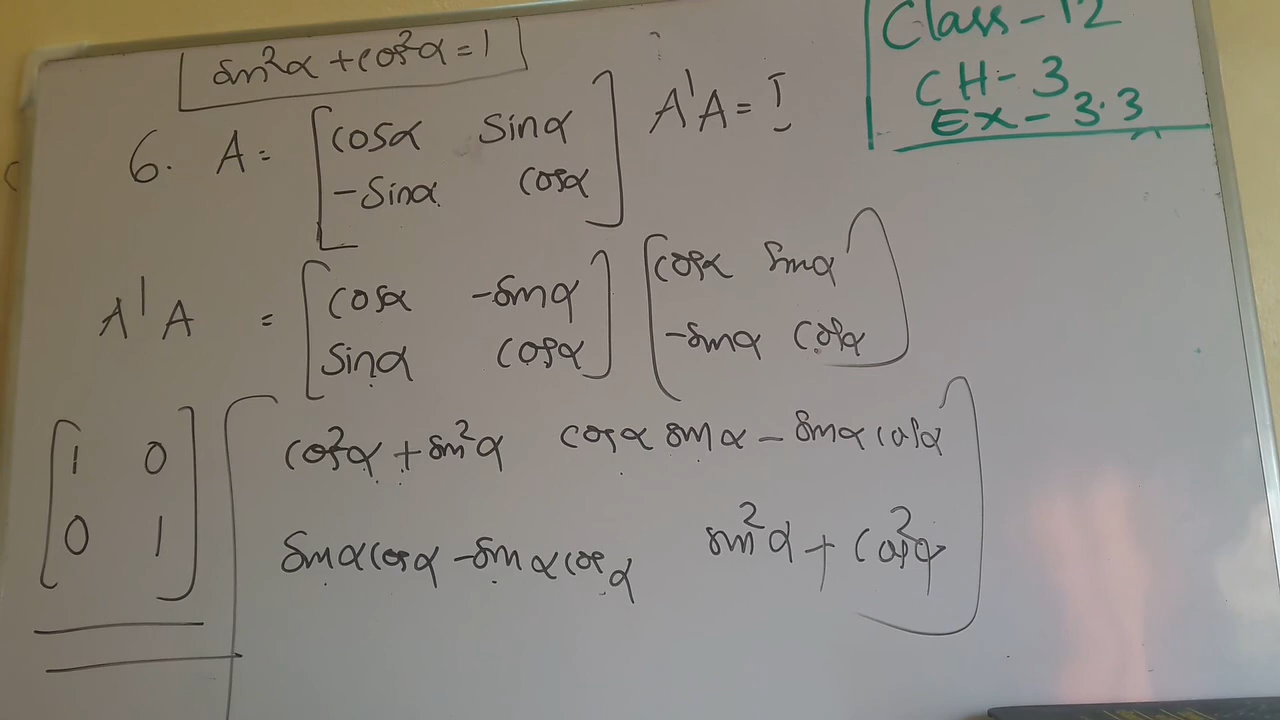 sin²α + cos²α = 1
Class - 12
CH - 3
EX - 3.3
6. A = [cosα sinα A'A = I
-sinα cosα]
A'A = [cosα -sinα] [cosα sinα
sinα cosα] -sinα cosα]
[1 0 [cos²α + sin²α cosα sinα - sinα cosα
0 1] sinα cosα - sinα cosα sin²α + cos²α]